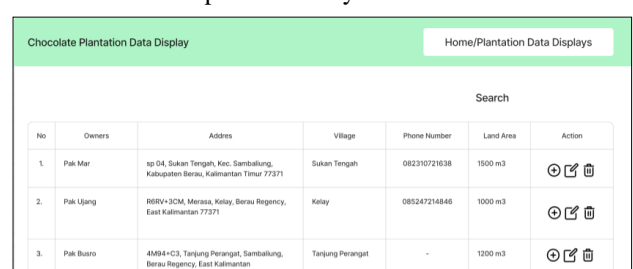 Chocolate Plantation Data Display
Home/Plantation Data Displays
Search
No Owners Addres Village Phone Number Land Area Action
1. Pak Mar sp 04, Sukan Tengah, Kec. Sambaliung, Sukan Tengah 082310721638 1500 m3
Kabupaten Berau, Kalimantan Timur 77371
2. Pak Ujang R6RV+3CM, Merasa, Kelay, Berau Regency, Kelay 085247214846 1000 m3
East Kalimantan 77371
3. Pak Busro 4M94+C3, Tanjung Perangat, Sambaliung, Tanjung Perangat - 1200 m3
Berau Regency, East Kalimantan